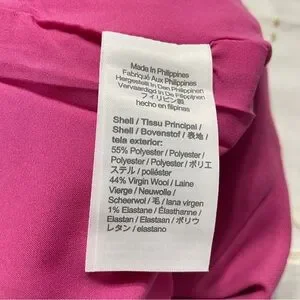 Made in Philippines
Fabriqué Aux Philippines
Hergestellt In Den Philippinen
Vervaardigd In De Filippijnen
フィリピン製
hecho en filipinas
Shell / Tissu Principal /
Shell / Bovenstof / 表地 /
tela exterior:
55% Polyester / Polyester /
Polyester / Polyester / ポリエ
ステル / poliéster
44% Virgin Wool / Laine
Vierge / Neuwolle /
Scheerwol / 毛 / lana virgen
1% Elastane / Élasthanne /
Elastan / Elastaan / ポリウ
レタン / elastano